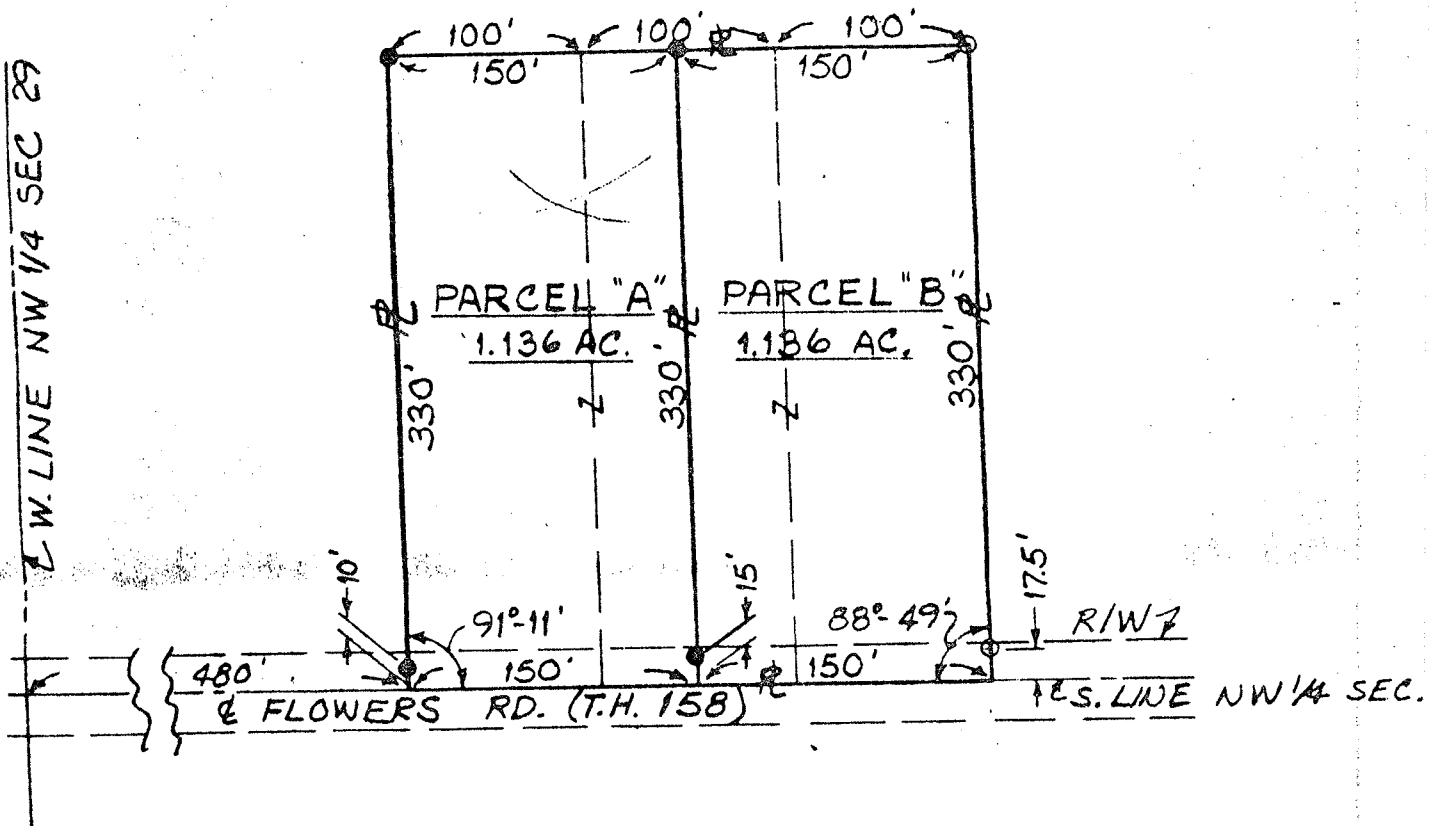 100' 100' ⅊ 100'
150' 150'
W. LINE NW 1/4 SEC 29
PARCEL "A"
1.136 AC.
PARCEL "B"
1.136 AC.
⅊ ⅊ ⅊
330' 330' 330'
10' 15' 17.5'
91°-11' 88°-49'
R/W
480' 150' 150'
℄ FLOWERS RD. (T.H. 158) ⅊
S. LINE NW 1/4 SEC.